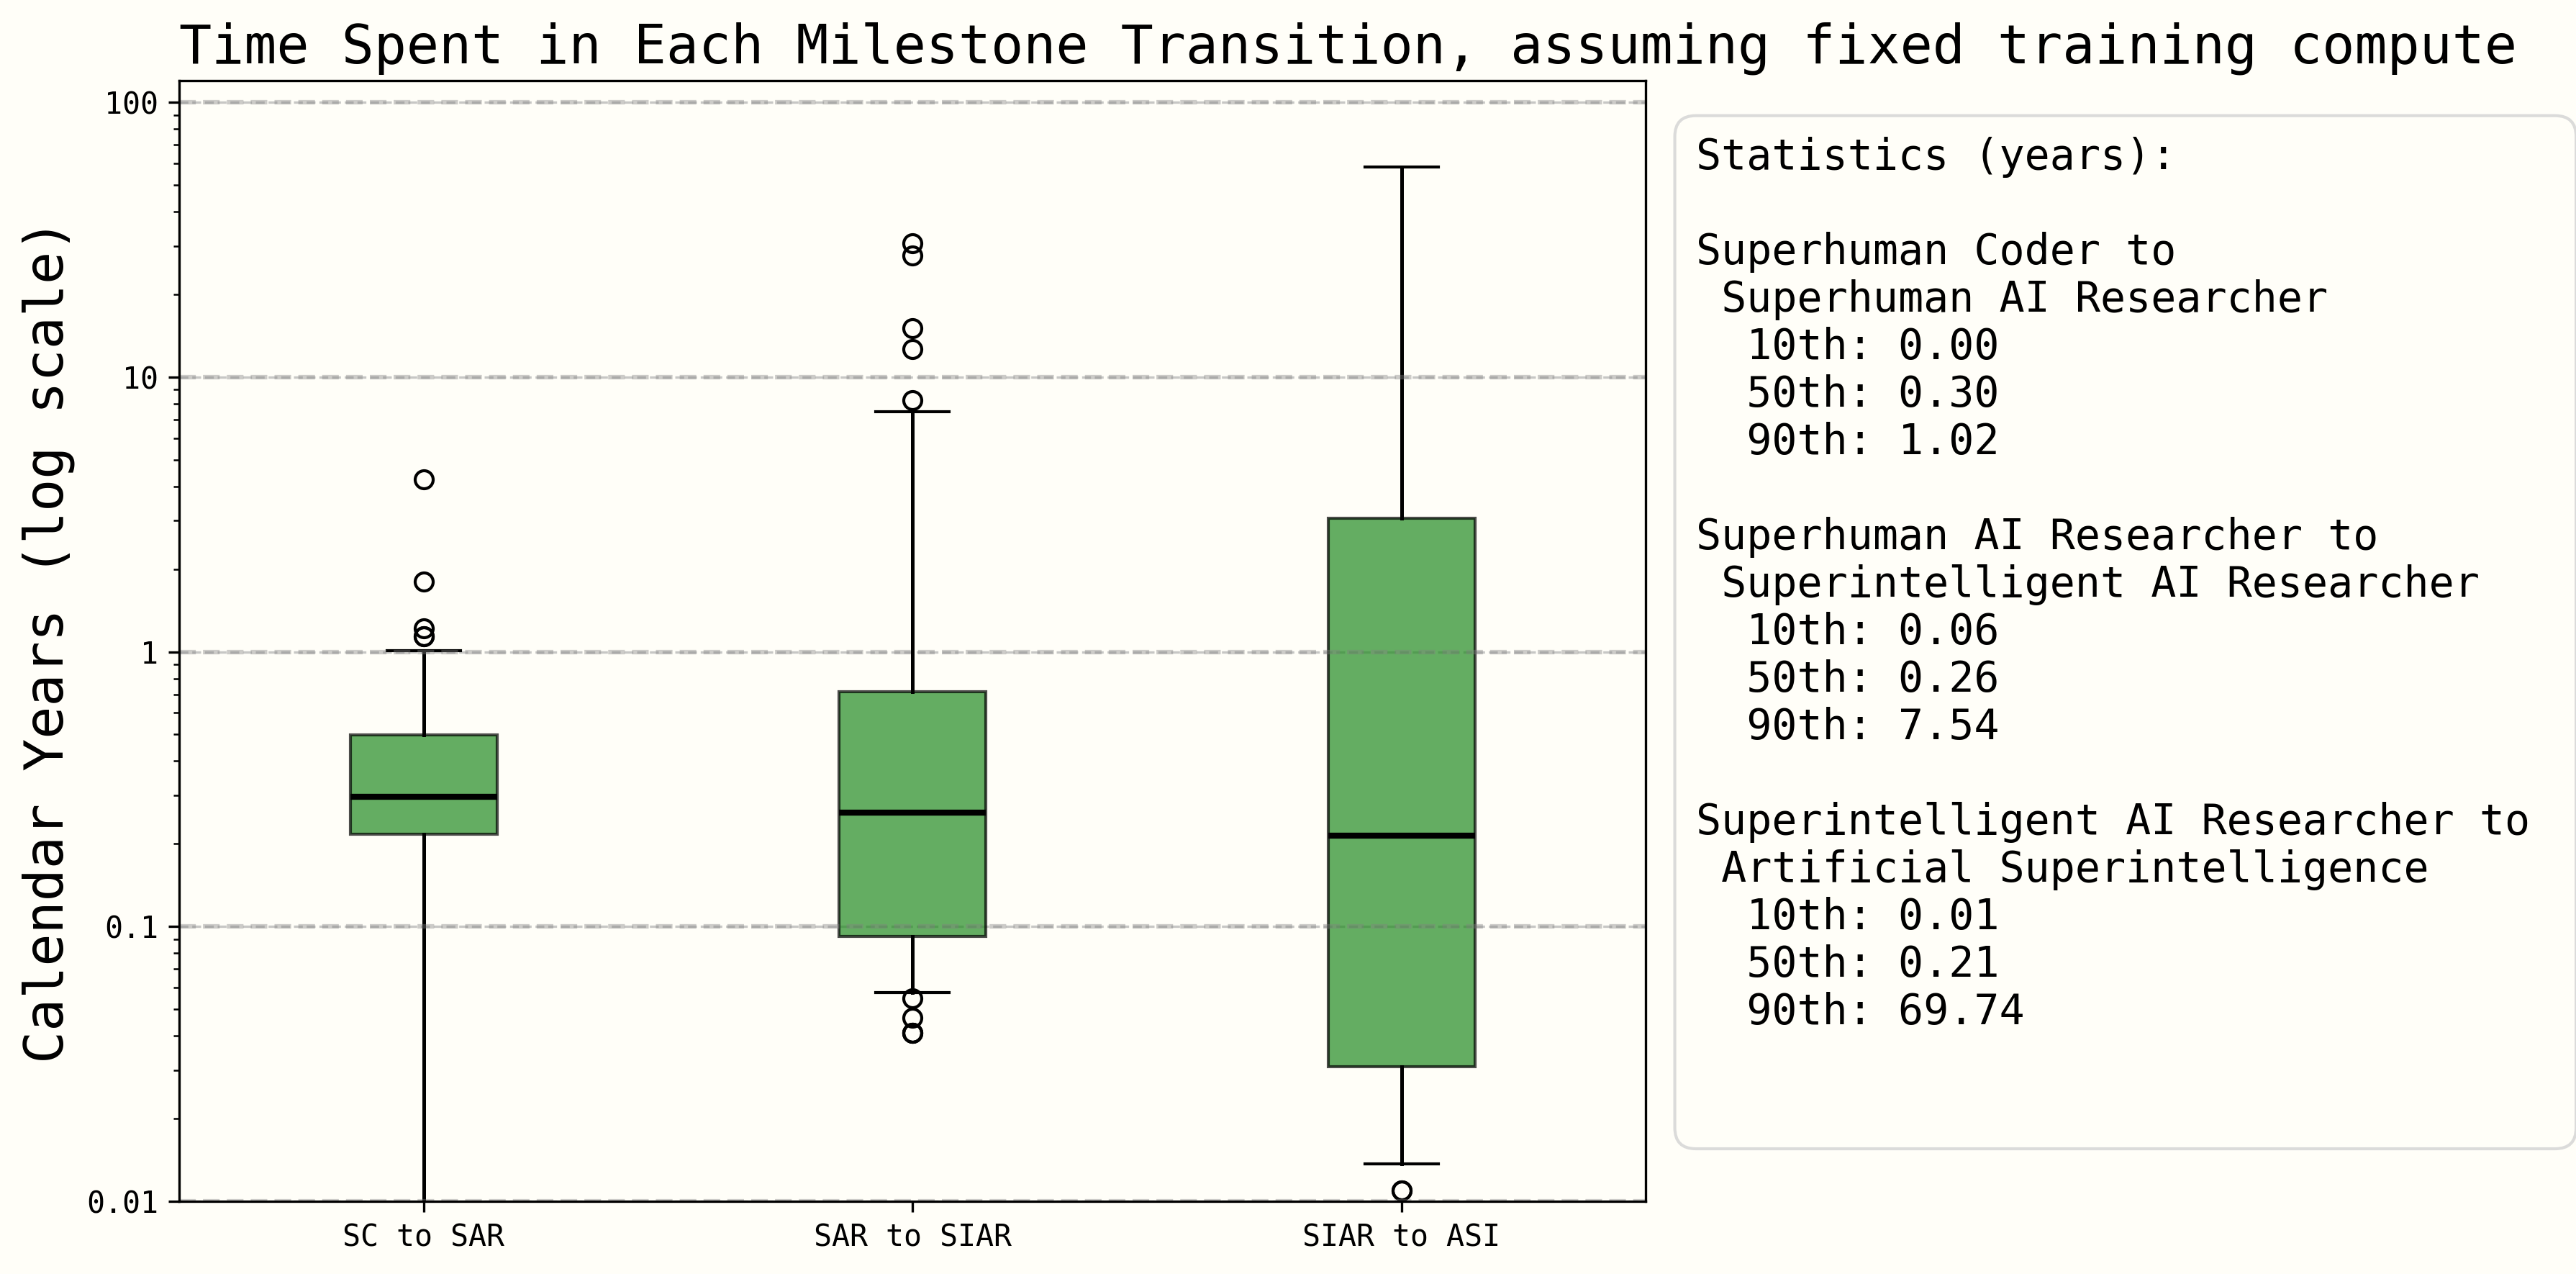 Time Spent in Each Milestone Transition, assuming fixed training compute
Calendar Years (log scale)
100
10
1
0.1
0.01
SC to SAR
SAR to SIAR
SIAR to ASI
Statistics (years):
Superhuman Coder to
Superhuman AI Researcher
10th: 0.00
50th: 0.30
90th: 1.02
Superhuman AI Researcher to
Superintelligent AI Researcher
10th: 0.06
50th: 0.26
90th: 7.54
Superintelligent AI Researcher to
Artificial Superintelligence
10th: 0.01
50th: 0.21
90th: 69.74